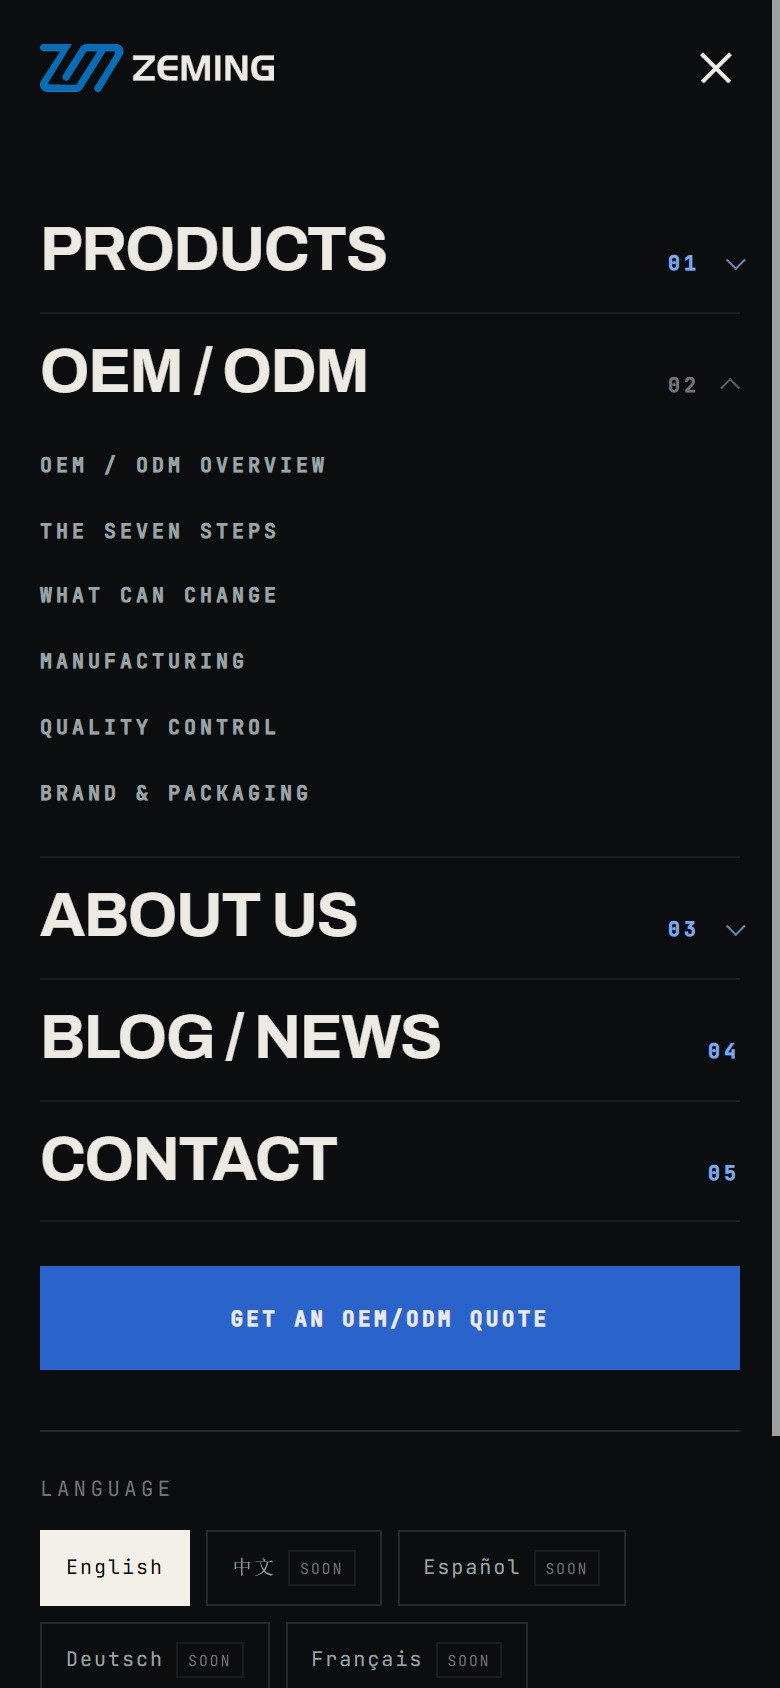 ZEMING
PRODUCTS 01
OEM / ODM 02
OEM / ODM OVERVIEW
THE SEVEN STEPS
WHAT CAN CHANGE
MANUFACTURING
QUALITY CONTROL
BRAND & PACKAGING
ABOUT US 03
BLOG / NEWS 04
CONTACT 05
GET AN OEM/ODM QUOTE
LANGUAGE
English 中文 SOON Español SOON
Deutsch SOON Français SOON